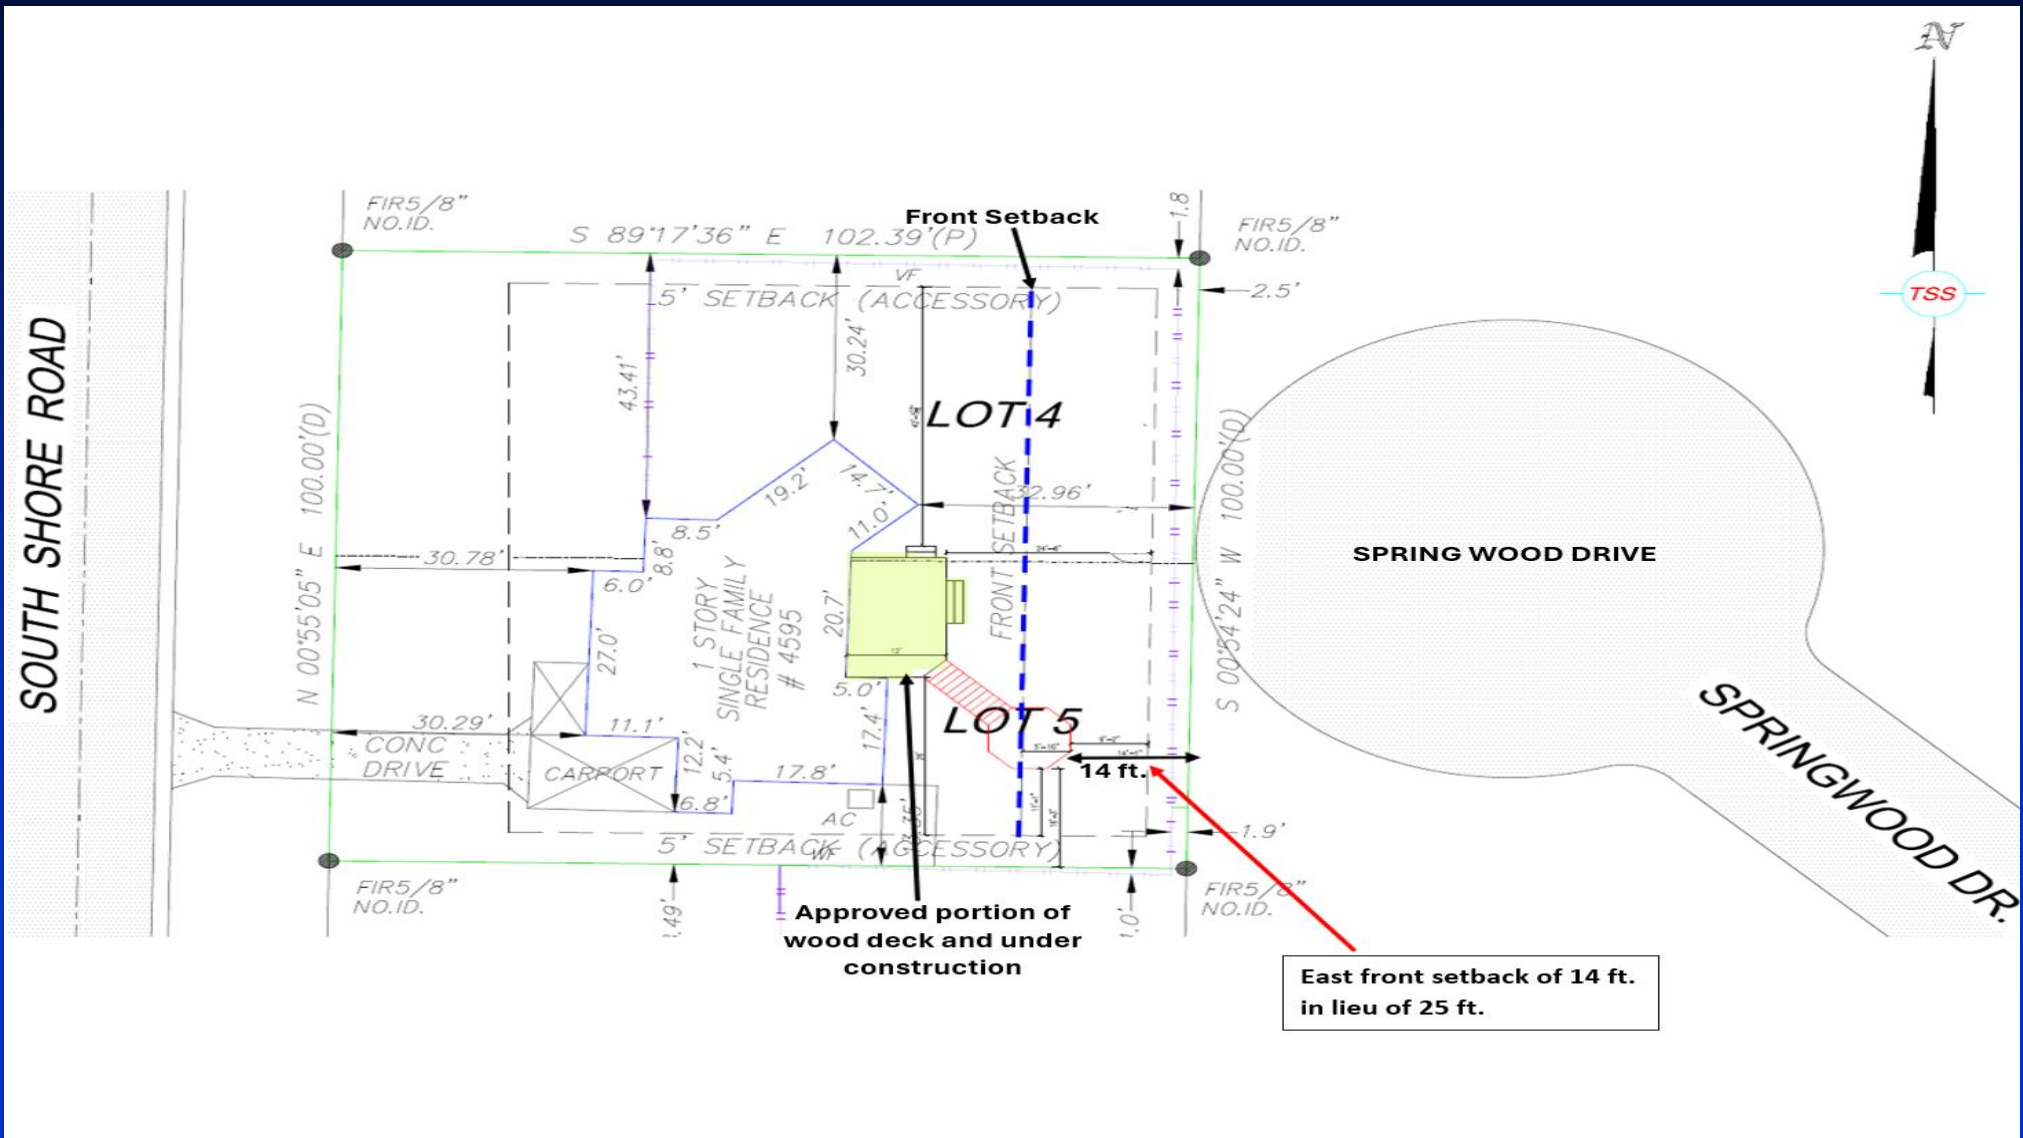 N
TSS
SOUTH SHORE ROAD
FIR5/8"
NO.ID.
S 89°17'36" E 102.39'(P)
Front Setback
1.8
FIR5/8"
NO.ID.
2.5'
VF
5' SETBACK (ACCESSORY)
43.41'
30.24'
LOT 4
N 00°55'05" E 100.00'(D)
S 00°54'24" W 100.00'(D)
32.96'
FRONT SETBACK
19.2'
14.7'
11.0'
8.5'
8.8'
30.78'
6.0'
27.0'
1 STORY
SINGLE FAMILY
RESIDENCE
# 4595
20.7'
12'
5.0'
SPRING WOOD DRIVE
SPRINGWOOD DR.
LOT 5
30.29'
CONC
DRIVE
11.1'
CARPORT
12.2'
5.4'
6.8'
17.8'
17.4'
14 ft.
AC
1.9'
5' SETBACK (ACCESSORY)
FIR5/8"
NO.ID.
.49'
1.0'
FIR5/8"
NO.ID.
Approved portion of
wood deck and under
construction
East front setback of 14 ft.
in lieu of 25 ft.